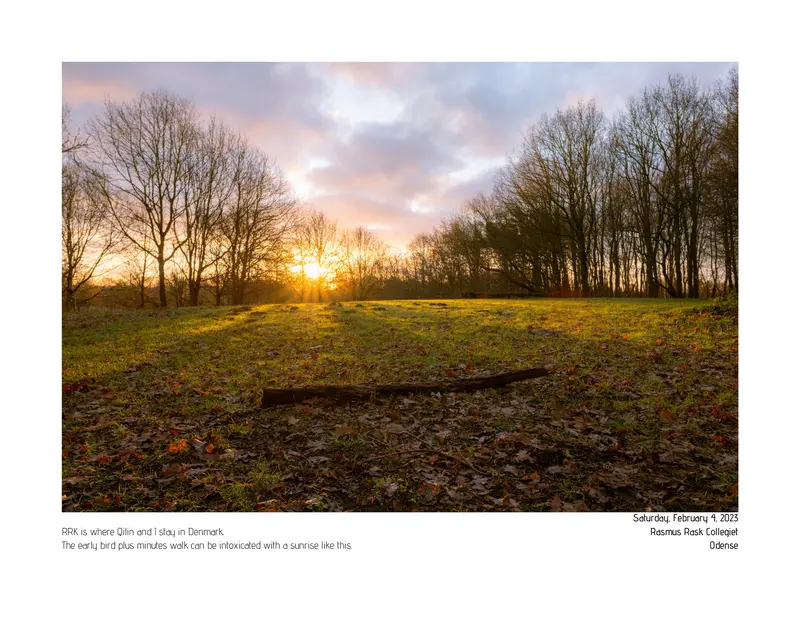 Saturday, February 4, 2023
RRK is where Qilin and I stay in Denmark,
Rasmus Rask Collegiet
The early bird plus minutes walk can be intoxicated with a sunrise like this.
Odense